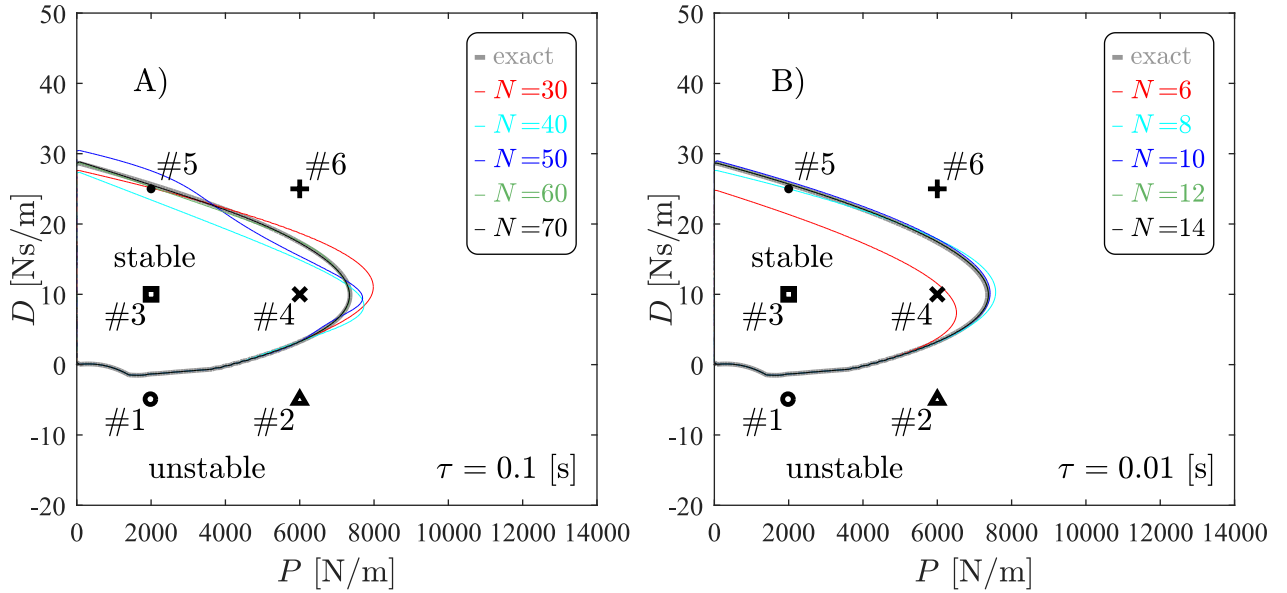 50
40
30
20
10
0
-10
-20
D [Ns/m]
A)
exact
N=30
N=40
N=50
N=60
N=70
#5
#6
stable
#3
#4
#1
#2
unstable
τ = 0.1 [s]
0 2000 4000 6000 8000 10000 12000 14000
P [N/m]
50
40
30
20
10
0
-10
-20
D [Ns/m]
B)
exact
N=6
N=8
N=10
N=12
N=14
#5
#6
stable
#3
#4
#1
#2
unstable
τ = 0.01 [s]
0 2000 4000 6000 8000 10000 12000 14000
P [N/m]